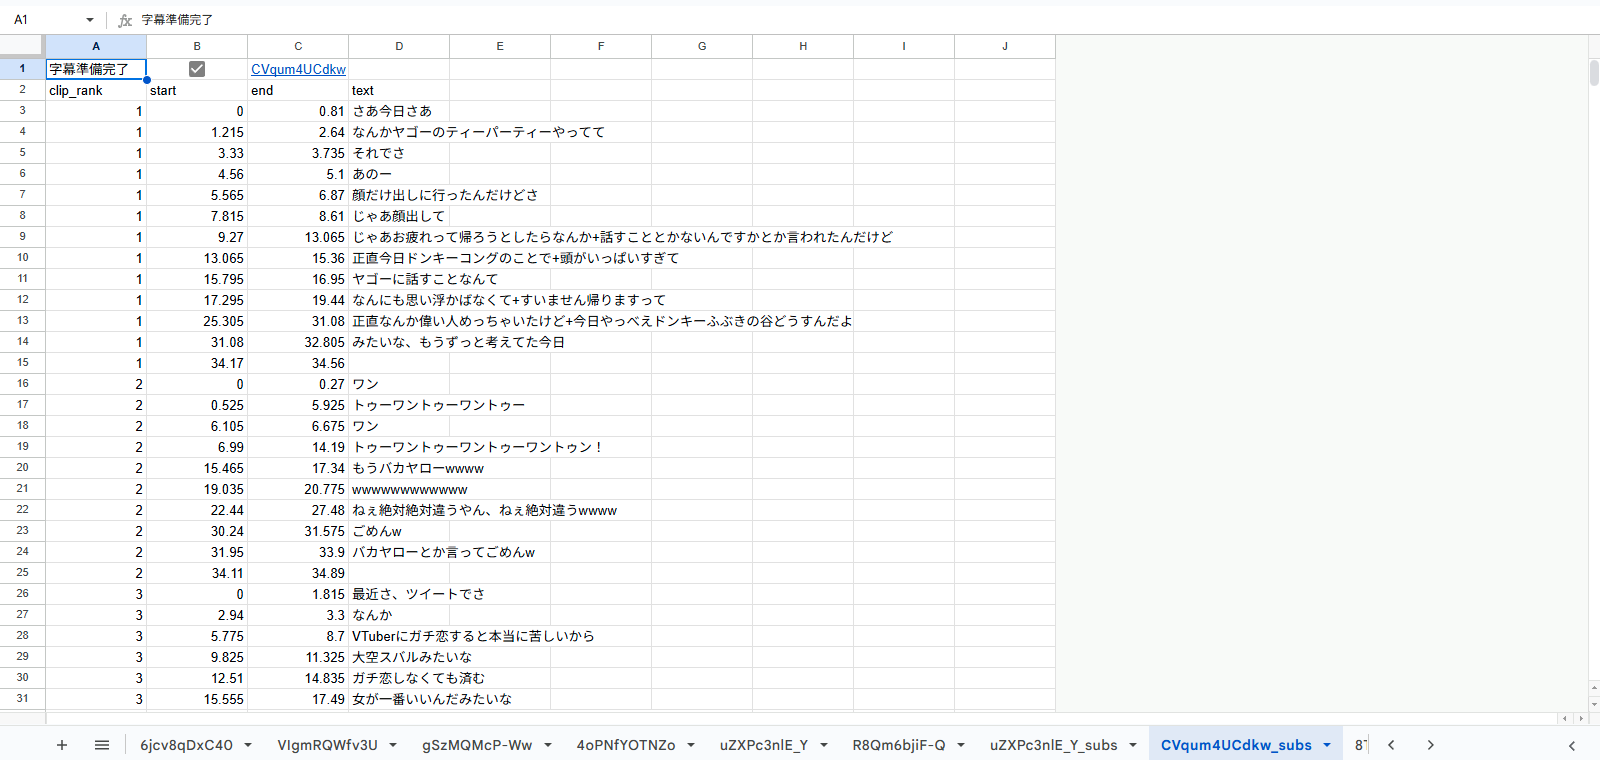 A1 fx 字幕準備完了
A B C D E F G H I J
1 字幕準備完了 CVqum4UCdkw
2 clip_rank start end text
3 1 0 0.81 さあ今日さあ
4 1 1.215 2.64 なんかヤゴーのティーパーティーやってて
5 1 3.33 3.735 それでさ
6 1 4.56 5.1 あのー
7 1 5.565 6.87 顔だけ出しに行ったんだけどさ
8 1 7.815 8.61 じゃあ顔出して
9 1 9.27 13.065 じゃあお疲れって帰ろうとしたらなんか+話すこととかないんですかとか言われたんだけど
10 1 13.065 15.36 正直今日ドンキーコングのことで+頭がいっぱいすぎて
11 1 15.795 16.95 ヤゴーに話すことなんて
12 1 17.295 19.44 なんにも思い浮かばなくて+すいません帰りますって
13 1 25.305 31.08 正直なんか偉い人めっちゃいたけど+今日やっべえドンキーふぶきの谷どうすんだよ
14 1 31.08 32.805 みたいな、もうずっと考えてた今日
15 1 34.17 34.56
16 2 0 0.27 ワン
17 2 0.525 5.925 トゥーワントゥーワントゥー
18 2 6.105 6.675 ワン
19 2 6.99 14.19 トゥーワントゥーワントゥーワントゥン！
20 2 15.465 17.34 もうバカヤローwwww
21 2 19.035 20.775 wwwwwwwwwwww
22 2 22.44 27.48 ねぇ絶対絶対違うやん、ねぇ絶対違うwwww
23 2 30.24 31.575 ごめんw
24 2 31.95 33.9 バカヤローとか言ってごめんw
25 2 34.11 34.89
26 3 0 1.815 最近さ、ツイートでさ
27 3 2.94 3.3 なんか
28 3 5.775 8.7 VTuberにガチ恋すると本当に苦しいから
29 3 9.825 11.325 大空スバルみたいな
30 3 12.51 14.835 ガチ恋しなくても済む
31 3 15.555 17.49 女が一番いいんだみたいな
6jcv8qDxC40 VIgmRQWfv3U gSzMQMcP-Ww 4oPNfYOTNZo uZXPc3nlE_Y R8Qm6bjiF-Q uZXPc3nlE_Y_subs CVqum4UCdkw_subs